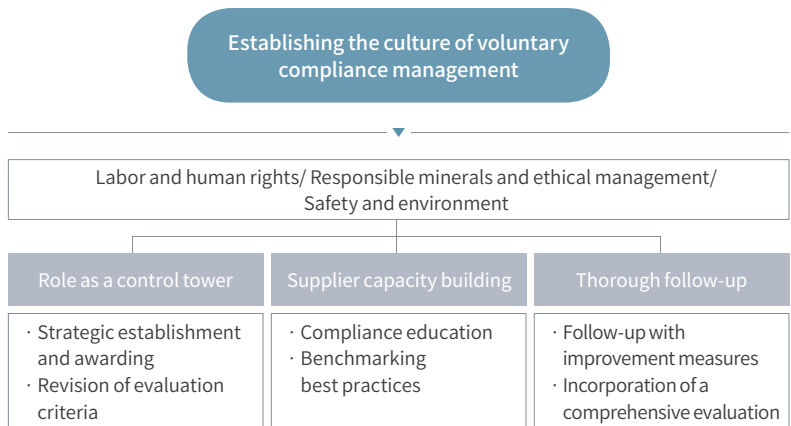 Establishing the culture of voluntary
compliance management
Labor and human rights/ Responsible minerals and ethical management/
Safety and environment
Role as a control tower
Supplier capacity building
Thorough follow-up
· Strategic establishment
and awarding
· Revision of evaluation
criteria
· Compliance education
· Benchmarking
best practices
· Follow-up with
improvement measures
· Incorporation of a
comprehensive evaluation